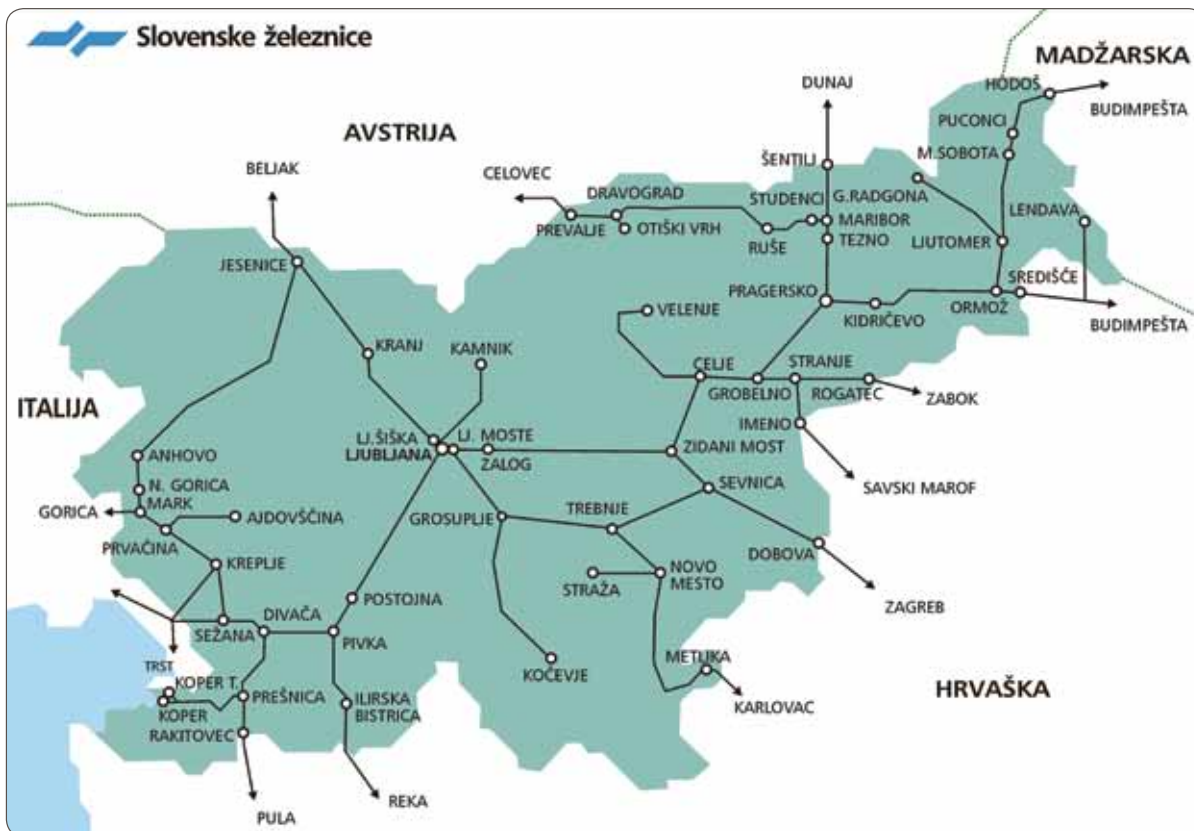 Slovenske železnice
MADŽARSKA
HODOŠ
DUNAJ
BUDIMPEŠTA
PUCONCI
AVSTRIJA
M.SOBOTA
ŠENTILJ
BELJAK
CELOVEC
DRAVOGRAD
STUDENCI
G.RADGONA
LENDAVA
MARIBOR
PREVALJE
OTIŠKI VRH
RUŠE
TEZNO
LJUTOMER
JESENICE
SREDIŠČE
PRAGERSKO
VELENJE
KIDRIČEVO
ORMOŽ
BUDIMPEŠTA
KRANJ
KAMNIK
CELJE
STRANJE
GROBELNO
ROGATEC
ZABOK
ITALIJA
IMENO
LJ.ŠIŠKA
LJ. MOSTE
LJUBLJANA
ZALOG
ZIDANI MOST
ANHOVO
SEVNICA
SAVSKI MAROF
N. GORICA
MARK
GORICA
AJDOVŠČINA
GROSUPLJE
TREBNJE
PRVAČINA
DOBOVA
KREPLJE
NOVO
MESTO
STRAŽA
ZAGREB
POSTOJNA
DIVAČA
SEŽANA
PIVKA
KOČEVJE
METLIKA
TRST
KOPER T.
PREŠNICA
HRVAŠKA
KOPER
ILIRSKA
BISTRICA
KARLOVAC
RAKITOVEC
REKA
PULA